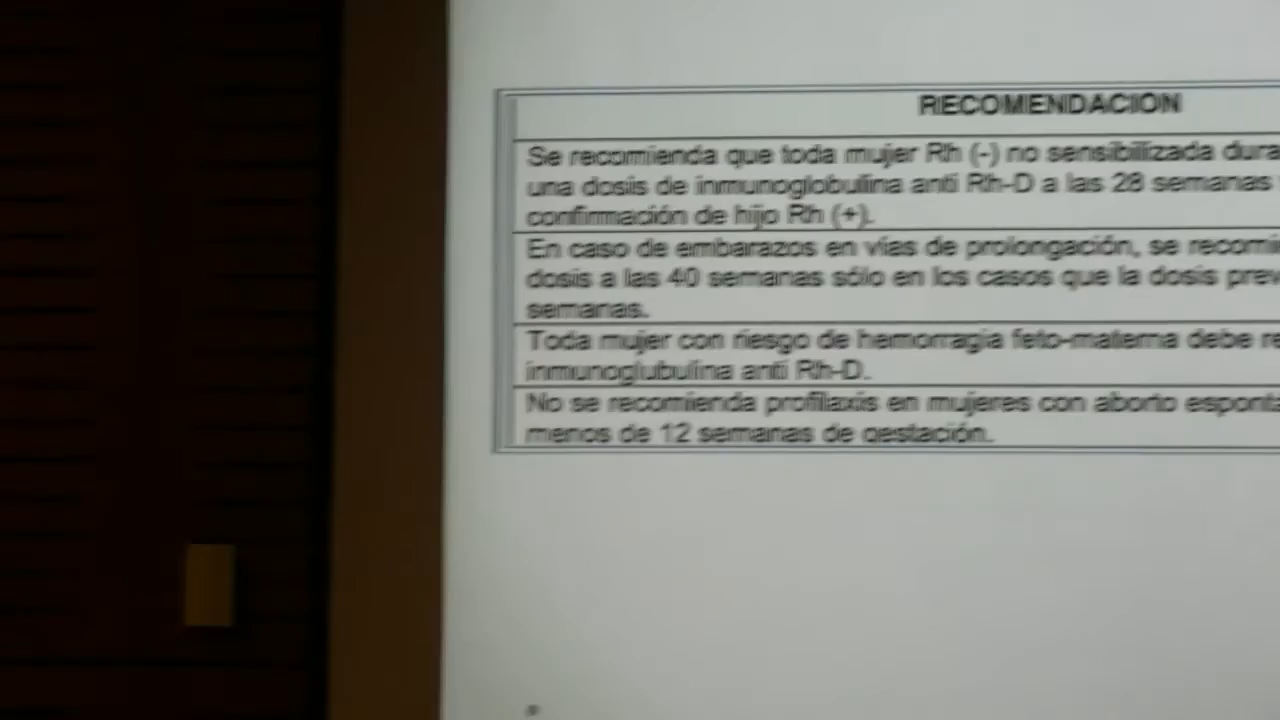 RECOMENDACION
Se recomienda que toda mujer Rh (-) no sensibilizada dura
una dosis de inmunoglobulina anti Rh-D a las 28 semanas
confirmación de hijo Rh (+).
En caso de embarazos en vías de prolongación, se recomi
dosis a las 40 semanas sólo en los casos que la dosis prev
semanas.
Toda mujer con riesgo de hemorragia feto-materna debe re
inmunoglubulina anti Rh-D.
No se recomienda profilaxis en mujeres con aborto espont
menos de 12 semanas de gestación.